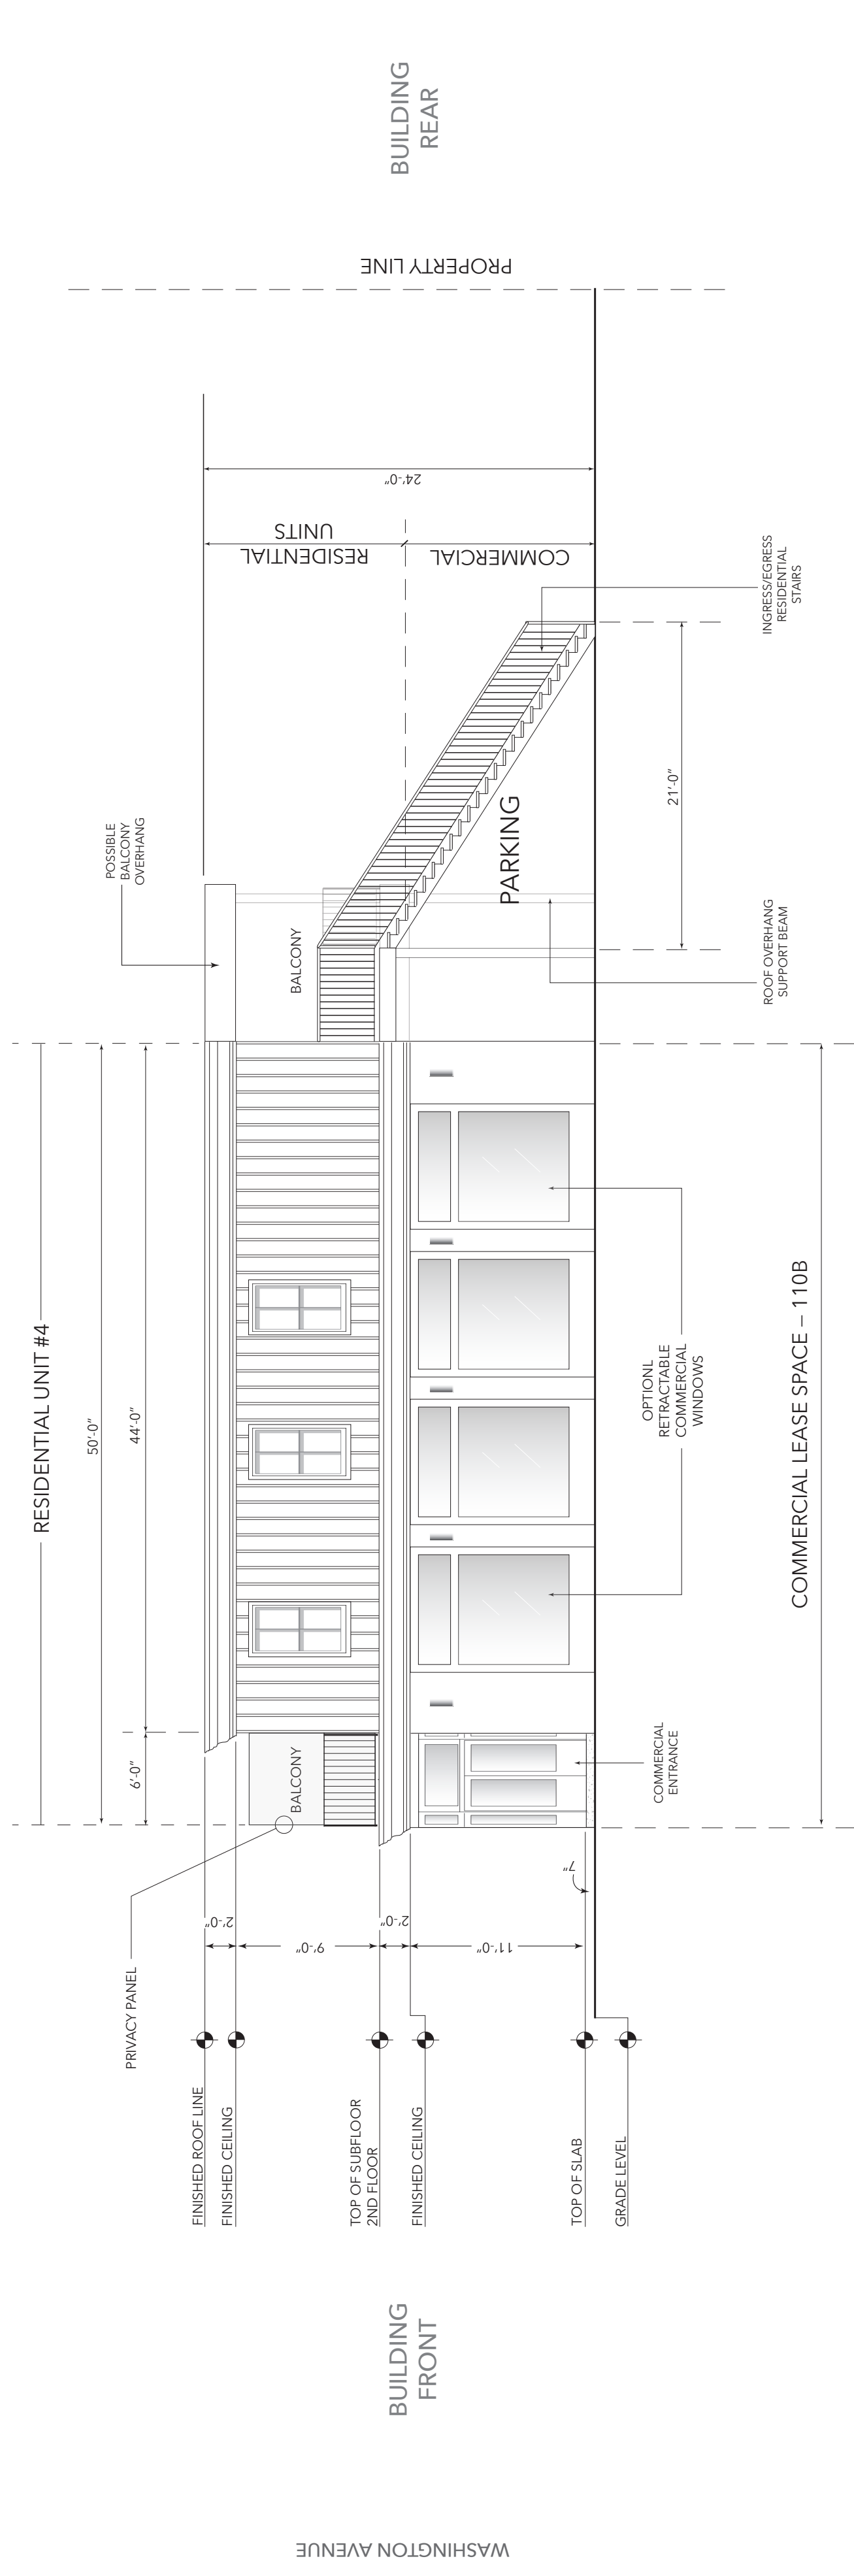 BUILDING
REAR
PROPERTY LINE
24'-0"
RESIDENTIAL
UNITS
COMMERCIAL
INGRESS/EGRESS
RESIDENTIAL
STAIRS
21'-0"
PARKING
POSSIBLE
BALCONY
OVERHANG
BALCONY
ROOF OVERHANG
SUPPORT BEAM
RESIDENTIAL UNIT #4
50'-0"
44'-0"
6'-0"
OPTIONL
RETRACTABLE
COMMERCIAL
WINDOWS
COMMERCIAL LEASE SPACE – 110B
COMMERCIAL
ENTRANCE
BALCONY
PRIVACY PANEL
7"
2'-0"
9'-0"
2'-0"
11'-0"
FINISHED ROOF LINE
FINISHED CEILING
TOP OF SUBFLOOR
2ND FLOOR
FINISHED CEILING
TOP OF SLAB
GRADE LEVEL
BUILDING
FRONT
WASHINGTON AVENUE